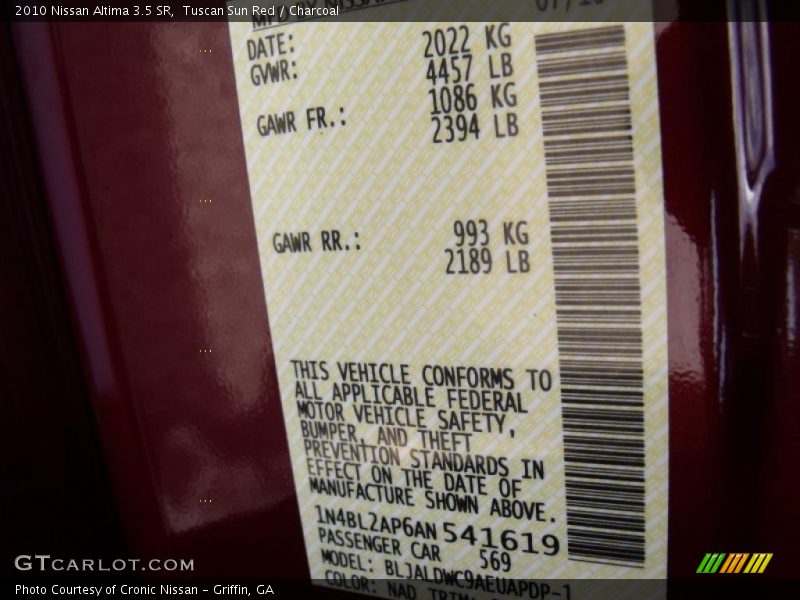 2010 Nissan Altima 3.5 SR, Tuscan Sun Red / Charcoal
DATE: 2022 KG
GVWR: 4457 LB
1086 KG
GAWR FR.: 2394 LB
GAWR RR.: 993 KG
2189 LB
THIS VEHICLE CONFORMS TO
ALL APPLICABLE FEDERAL
MOTOR VEHICLE SAFETY,
BUMPER, AND THEFT
PREVENTION STANDARDS IN
EFFECT ON THE DATE OF
MANUFACTURE SHOWN ABOVE.
1N4BL2AP6AN541619
PASSENGER CAR 569
MODEL: BLJALDWC9AEUAPDP-1
COLOR: NAD TRIM:
GTCARLOT.COM
Photo Courtesy of Cronic Nissan – Griffin, GA